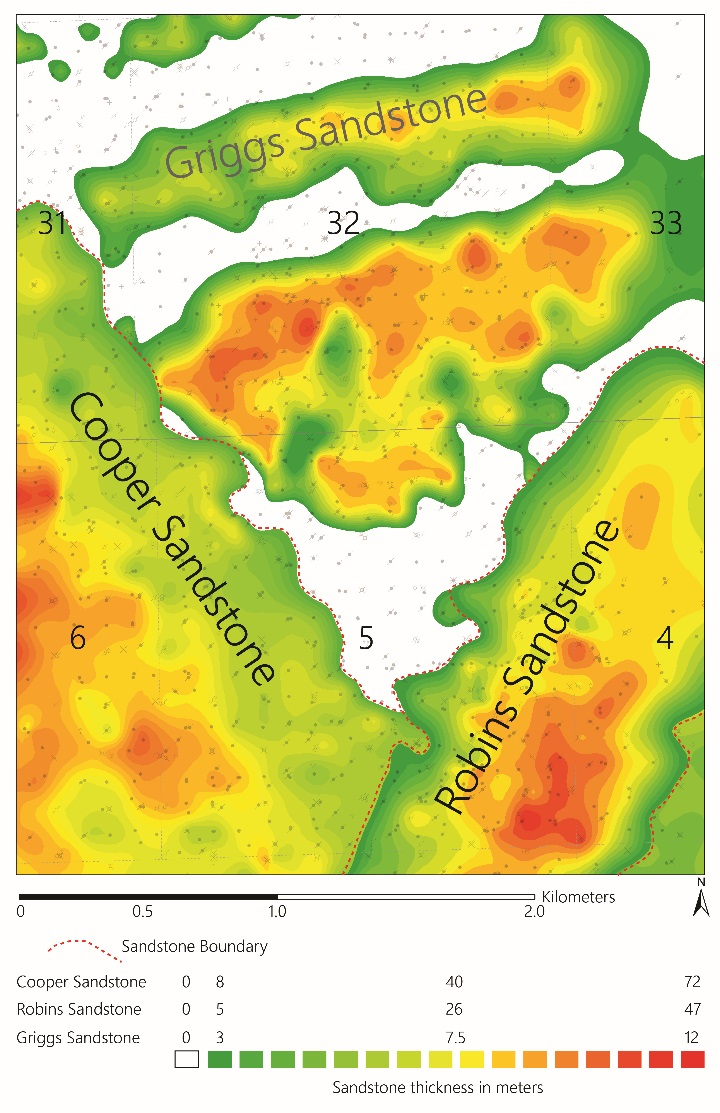 Griggs Sandstone
31
32
33
Cooper Sandstone
Robins Sandstone
6
5
4
N
Kilometers
0
0.5
1.0
2.0
Sandstone Boundary
Cooper Sandstone 0 8 40 72
Robins Sandstone 0 5 26 47
Griggs Sandstone 0 3 7.5 12
Sandstone thickness in meters